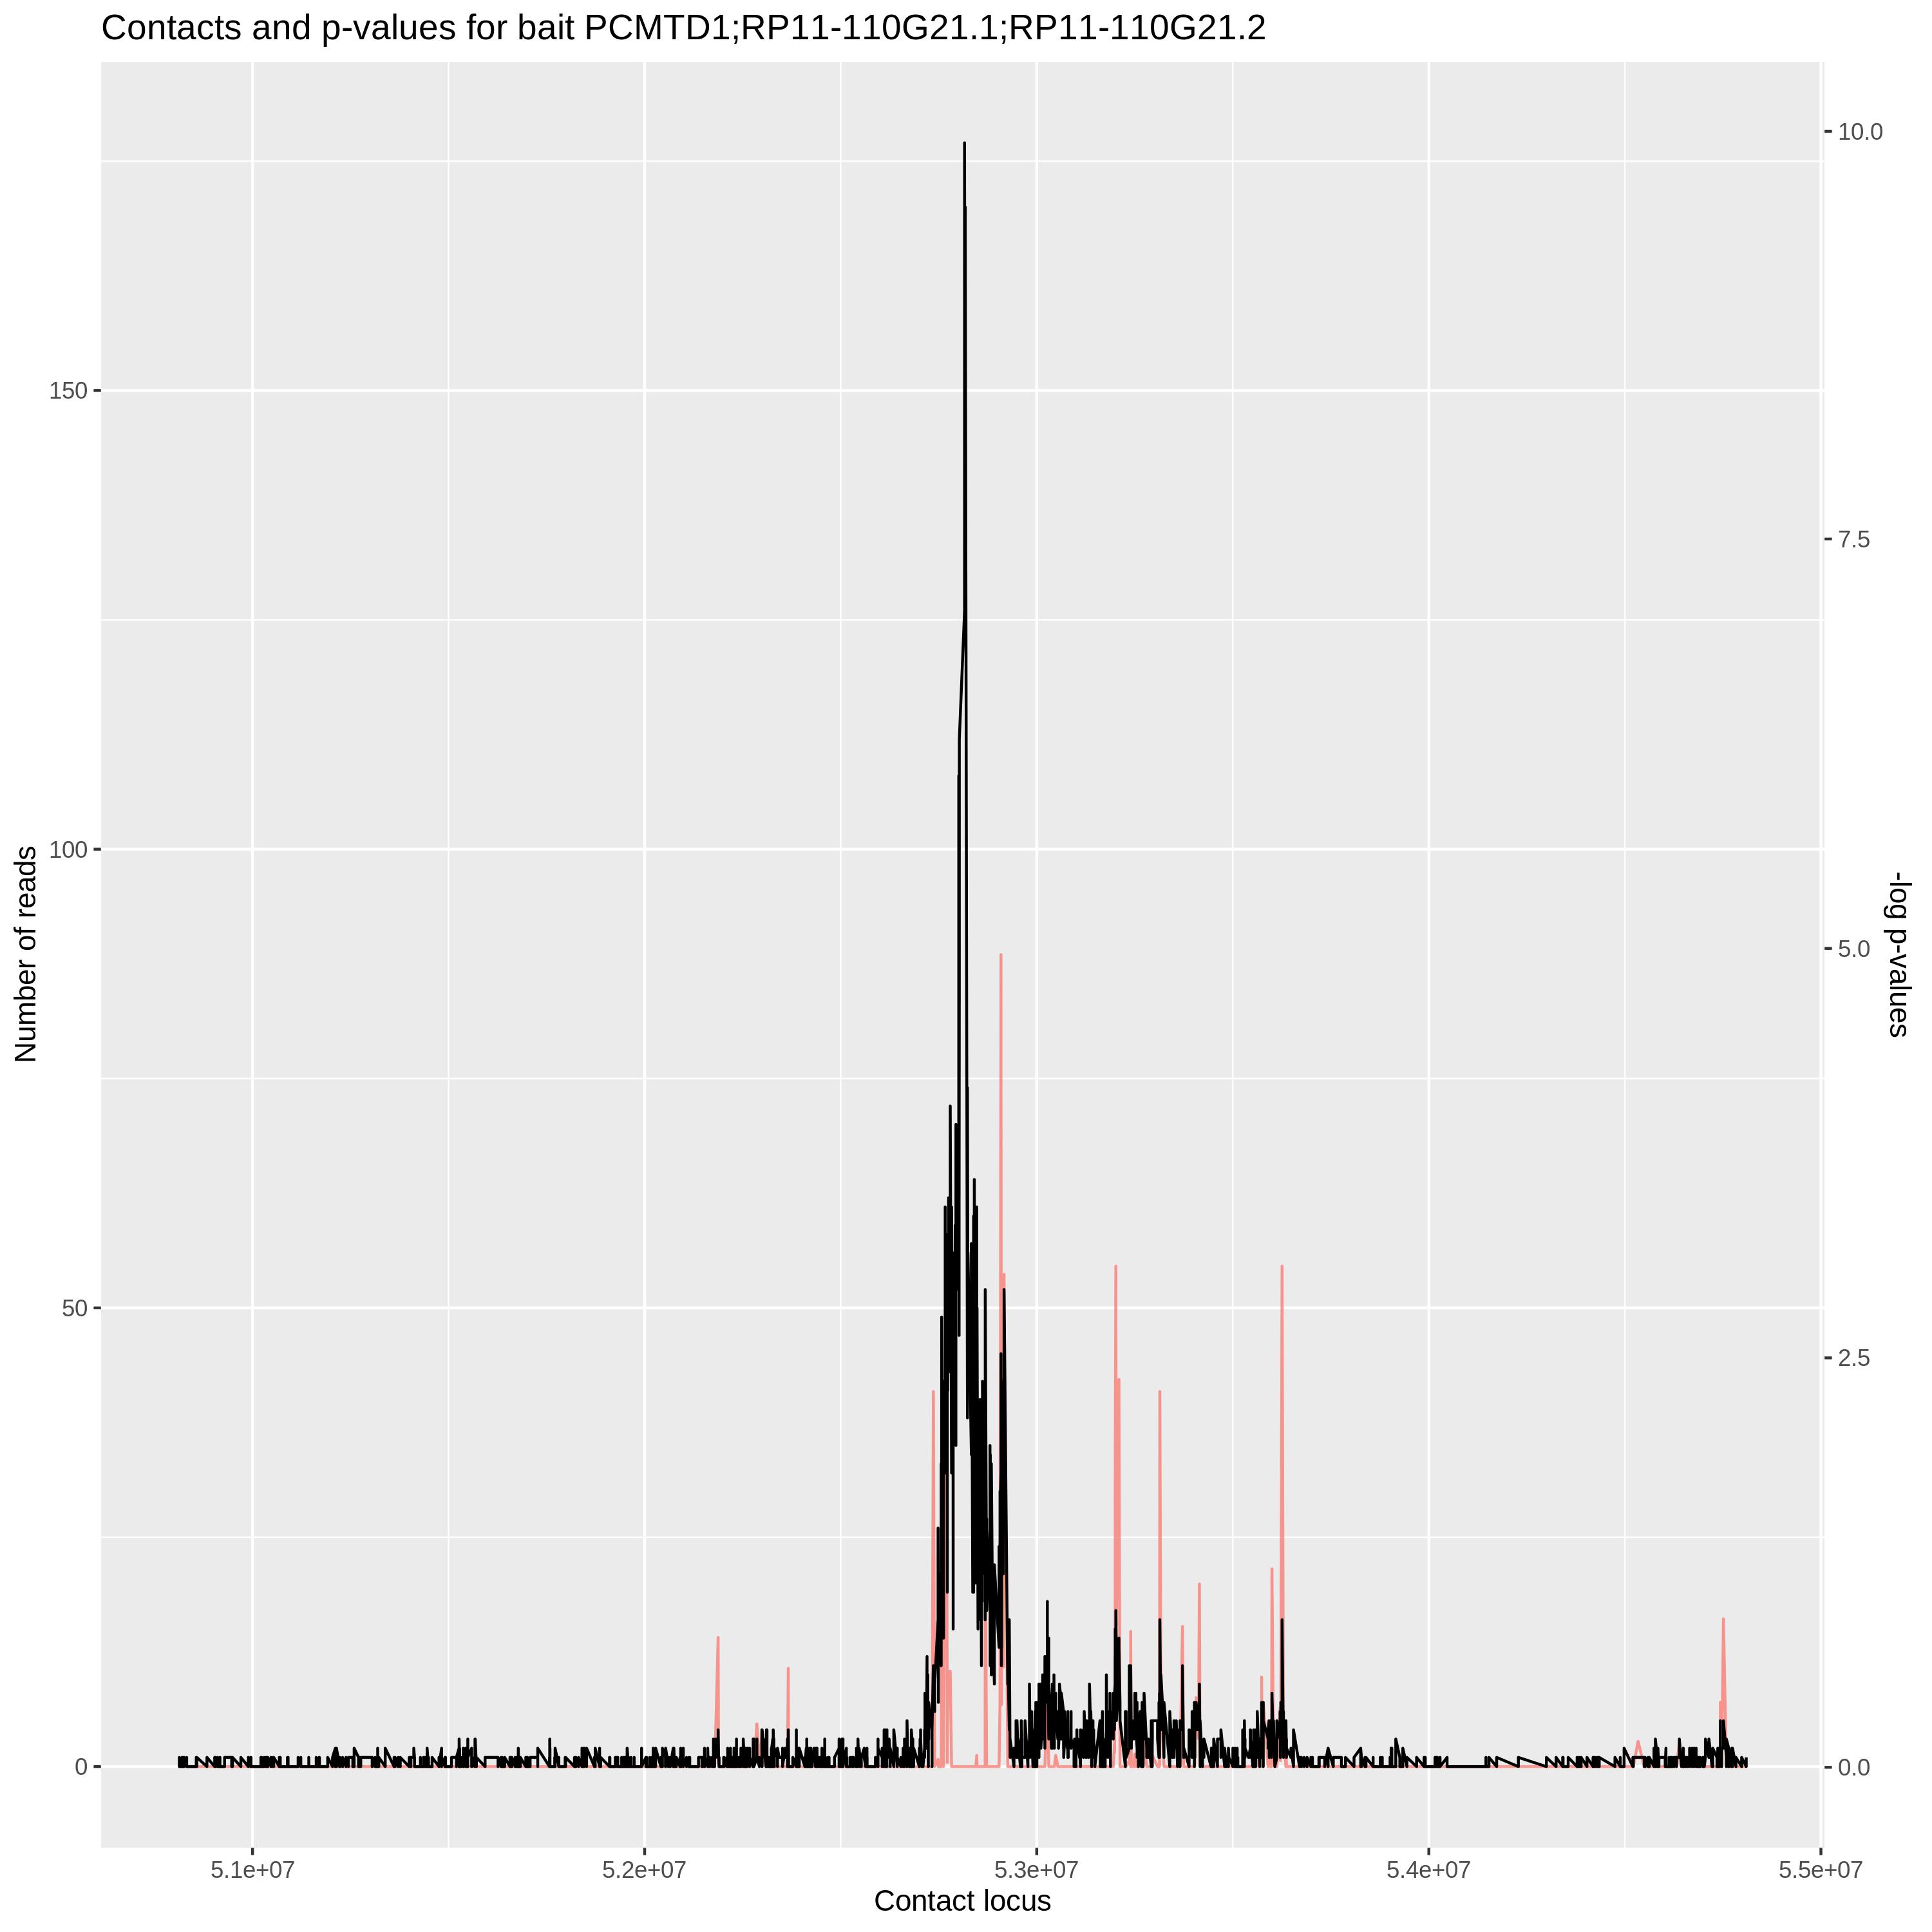 Contacts and p-values for bait PCMTD1;RP11-110G21.1;RP11-110G21.2
Number of reads
150
100
50
0
10.0
7.5
5.0
2.5
0.0
-log p-values
5.1e+07
5.2e+07
5.3e+07
5.4e+07
5.5e+07
Contact locus